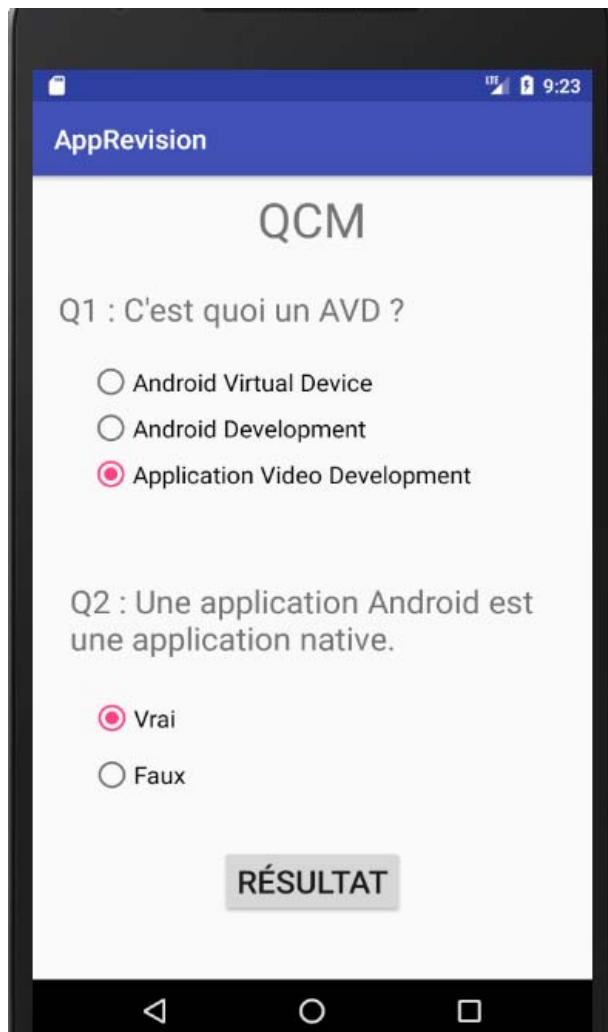 LTE 9:23
AppRevision
QCM
Q1 : C'est quoi un AVD ?
Android Virtual Device
Android Development
Application Video Development
Q2 : Une application Android est
une application native.
Vrai
Faux
RÉSULTAT